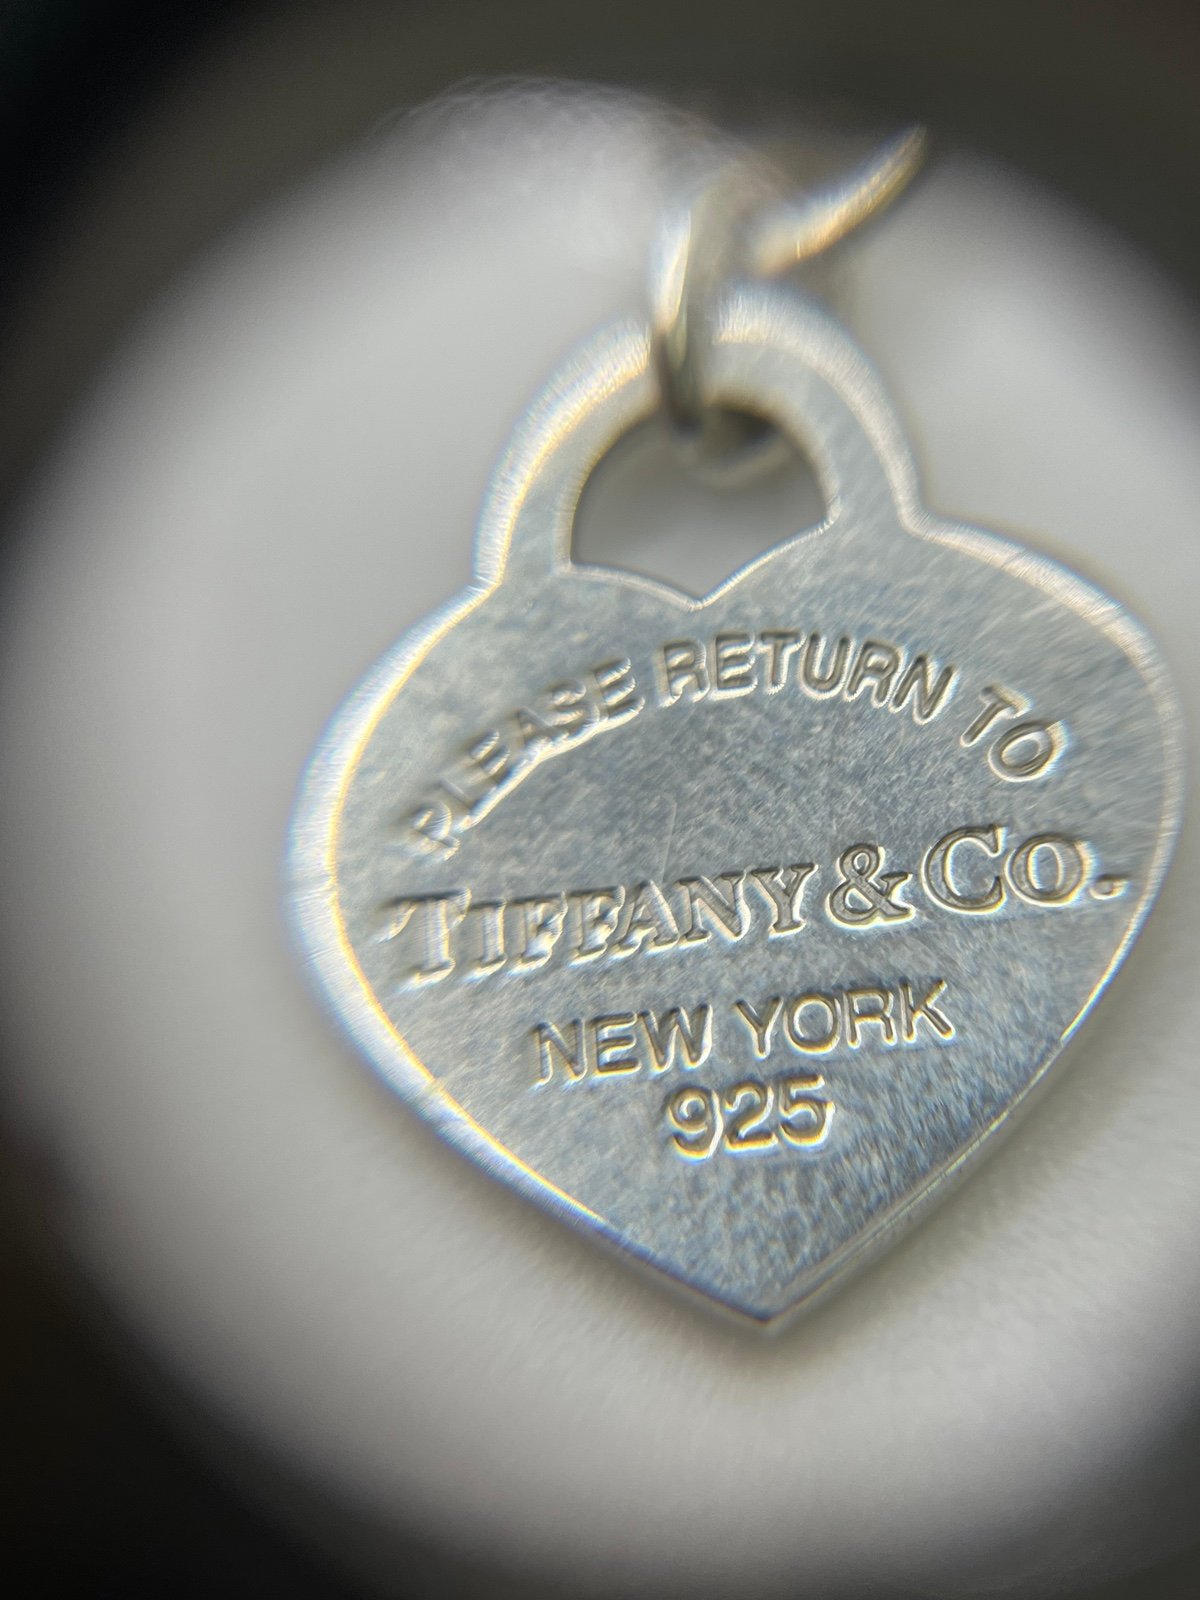 PLEASE RETURN TO
TIFFANY & CO.
NEW YORK
925